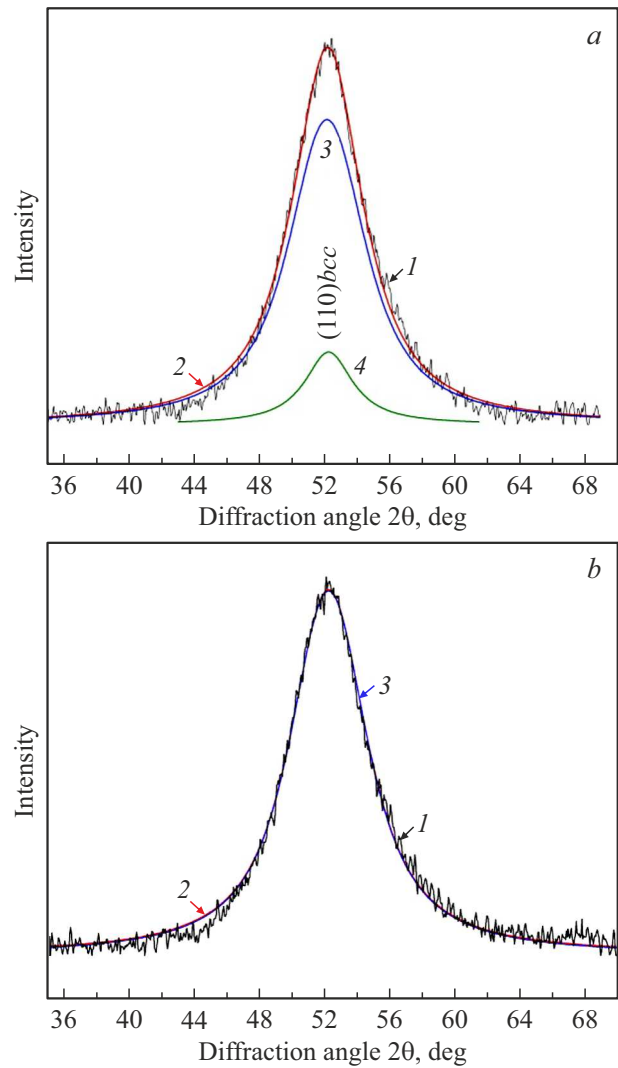 a
Intensity
3
1
(110)bcc
2
4
36 40 44 48 52 56 60 64 68
Diffraction angle 2θ, deg
b
Intensity
3
1
2
36 40 44 48 52 56 60 64 68
Diffraction angle 2θ, deg